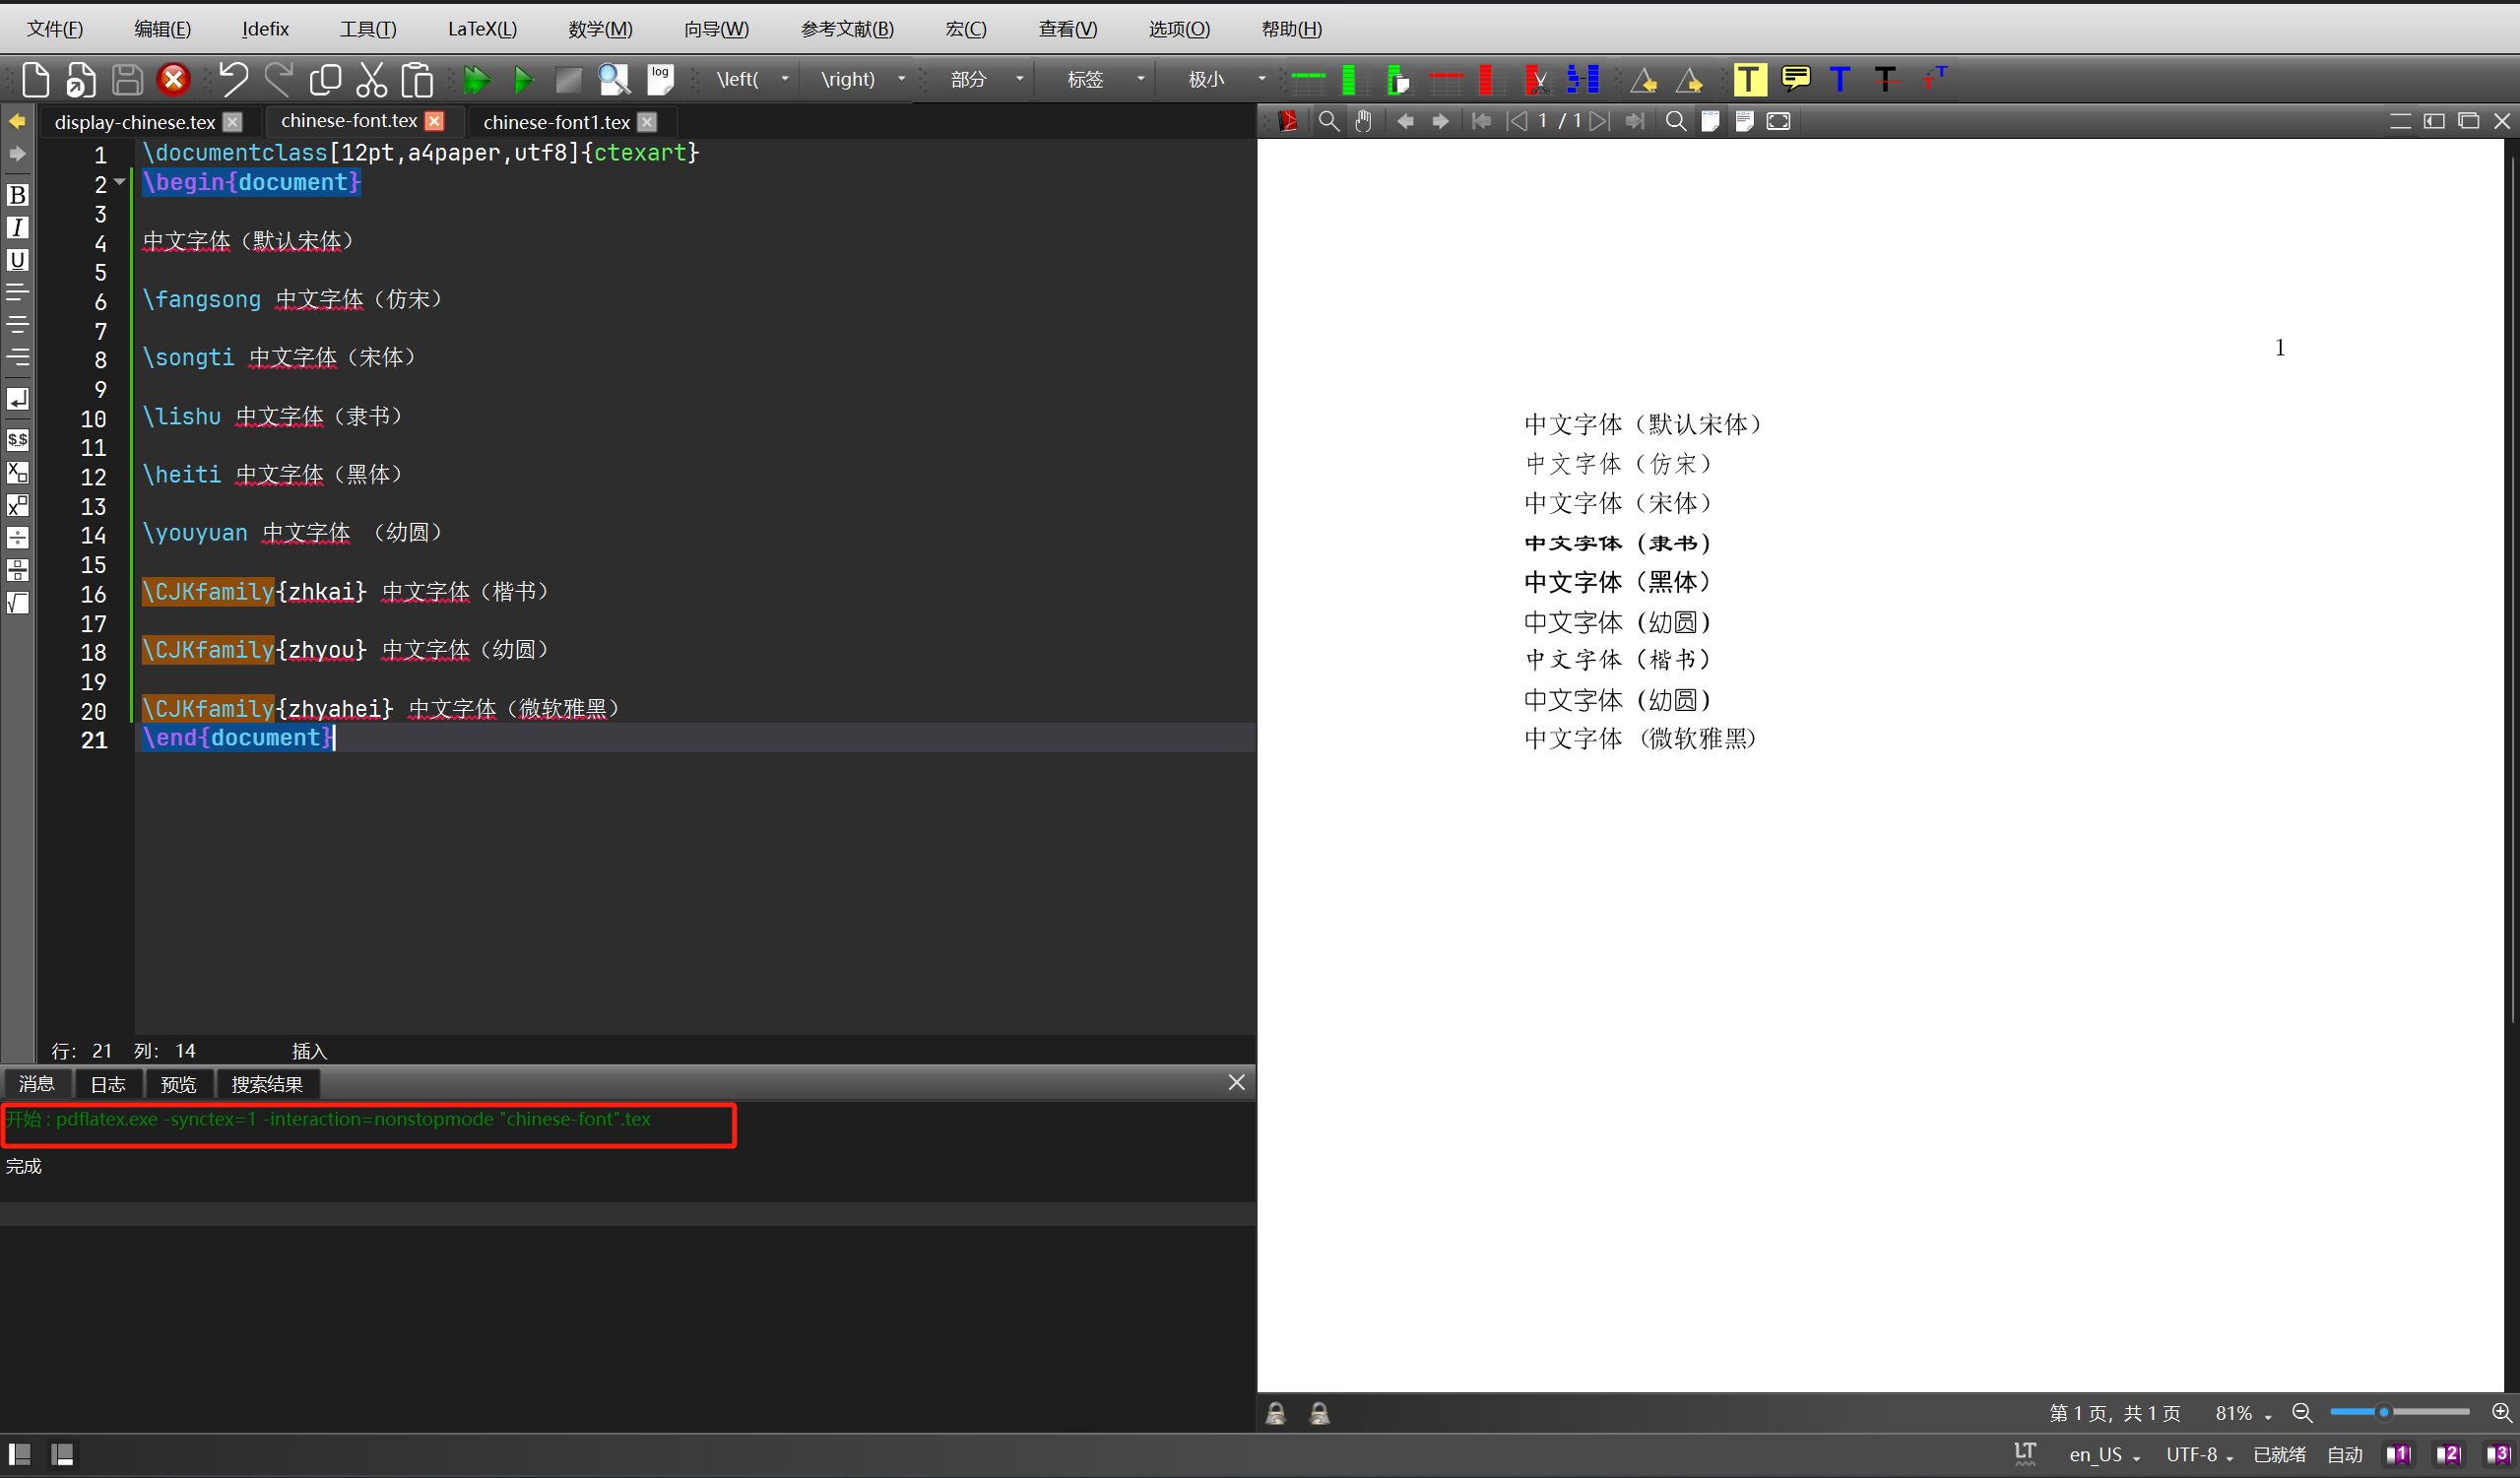 文件(F) 编辑(E) Idefix 工具(T) LaTeX(L) 数学(M) 向导(W) 参考文献(B) 宏(C) 查看(V) 选项(O) 帮助(H)
log \left( \right) 部分 标签 极小 T T T T
display-chinese.tex chinese-font.tex chinese-font1.tex
1 / 1
1 \documentclass[12pt,a4paper,utf8]{ctexart}
2 \begin{document}
3
4 中文字体（默认宋体）
5
6 \fangsong 中文字体（仿宋）
7
8 \songti 中文字体（宋体）
9
10 \lishu 中文字体（隶书）
11
12 \heiti 中文字体（黑体）
13
14 \youyuan 中文字体 （幼圆）
15
16 \CJKfamily{zhkai} 中文字体（楷书）
17
18 \CJKfamily{zhyou} 中文字体（幼圆）
19
20 \CJKfamily{zhyahei} 中文字体（微软雅黑）
21 \end{document}
B
I
U
$$
行: 21 列: 14 插入
消息 日志 预览 搜索结果
开始 : pdflatex.exe -synctex=1 -interaction=nonstopmode "chinese-font".tex
完成
1
中文字体（默认宋体）
中文字体（仿宋）
中文字体（宋体）
中文字体（隶书）
中文字体（黑体）
中文字体（幼圆）
中文字体（楷书）
中文字体（幼圆）
中文字体（微软雅黑）
第 1 页, 共 1 页 81%
LT en_US UTF-8 已就绪 自动 1 2 3